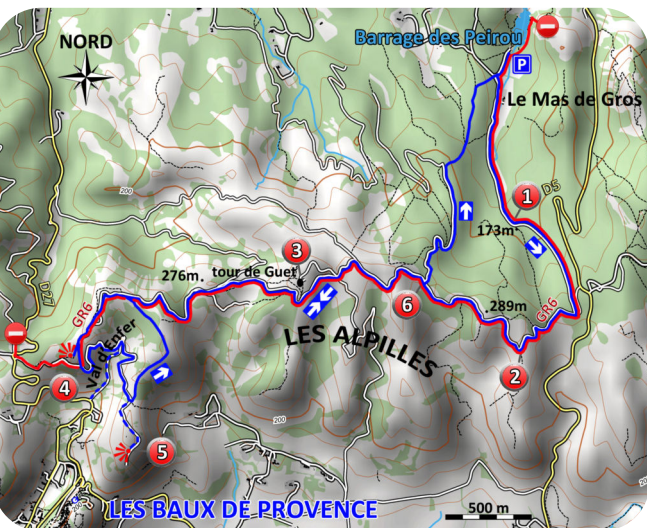 NORD
Barrage des Peirou
P
Le Mas de Gros
1
D5
200
173m.
3
276m.
tour de Guet
D27
GR6
6
.289m
GR6
LES ALPILLES
Val d'Enfer
4
2
200
5
LES BAUX DE PROVENCE
500 m